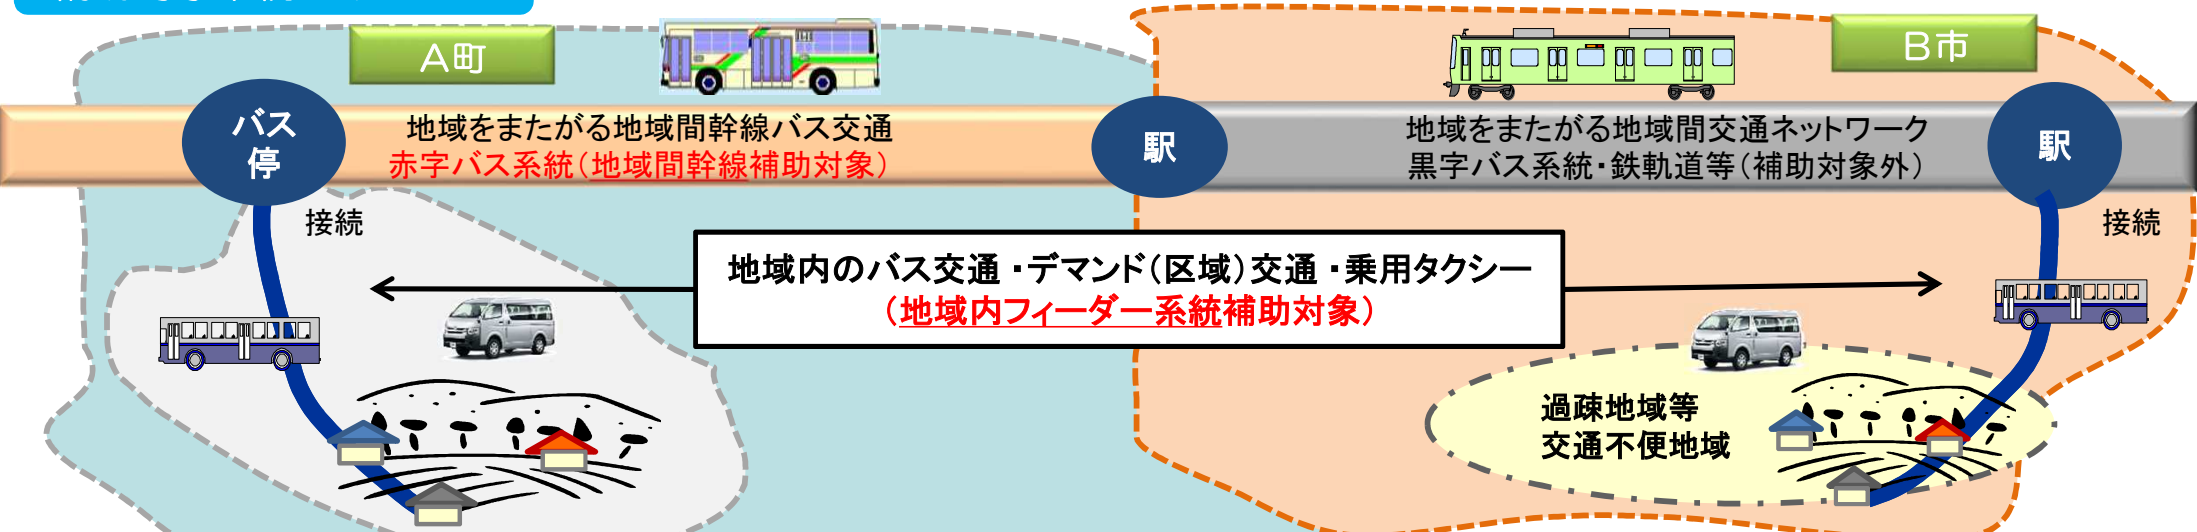 A町
B市
バス
停
地域をまたがる地域間幹線バス交通
赤字バス系統（地域間幹線補助対象）
駅
地域をまたがる地域間交通ネットワーク
黒字バス系統・鉄軌道等（補助対象外）
駅
接続
接続
地域内のバス交通・デマンド（区域）交通・乗用タクシー
（地域内フィーダー系統補助対象）
過疎地域等
交通不便地域